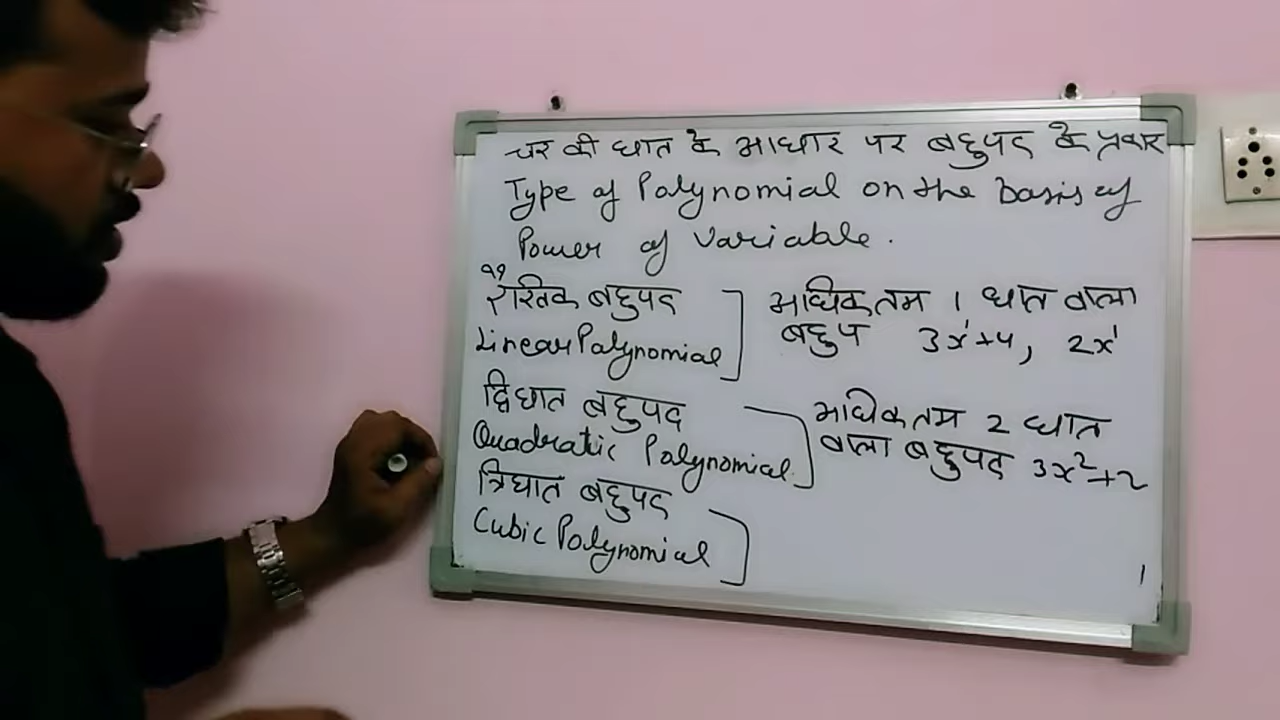 चर की घात के आधार पर बहुपद के प्रकार
Type of Polynomial on the basis of
Power of Variable.
रैखिक बहुपद
Linear Polynomial
अधिकतम 1 घात वाला
बहुप 3x¹+4, 2x¹
द्विघात बहुपद
Quadratic Polynomial
अधिकतम 2 घात
वाला बहुपद 3x²+2
त्रिघात बहुपद
Cubic Polynomial